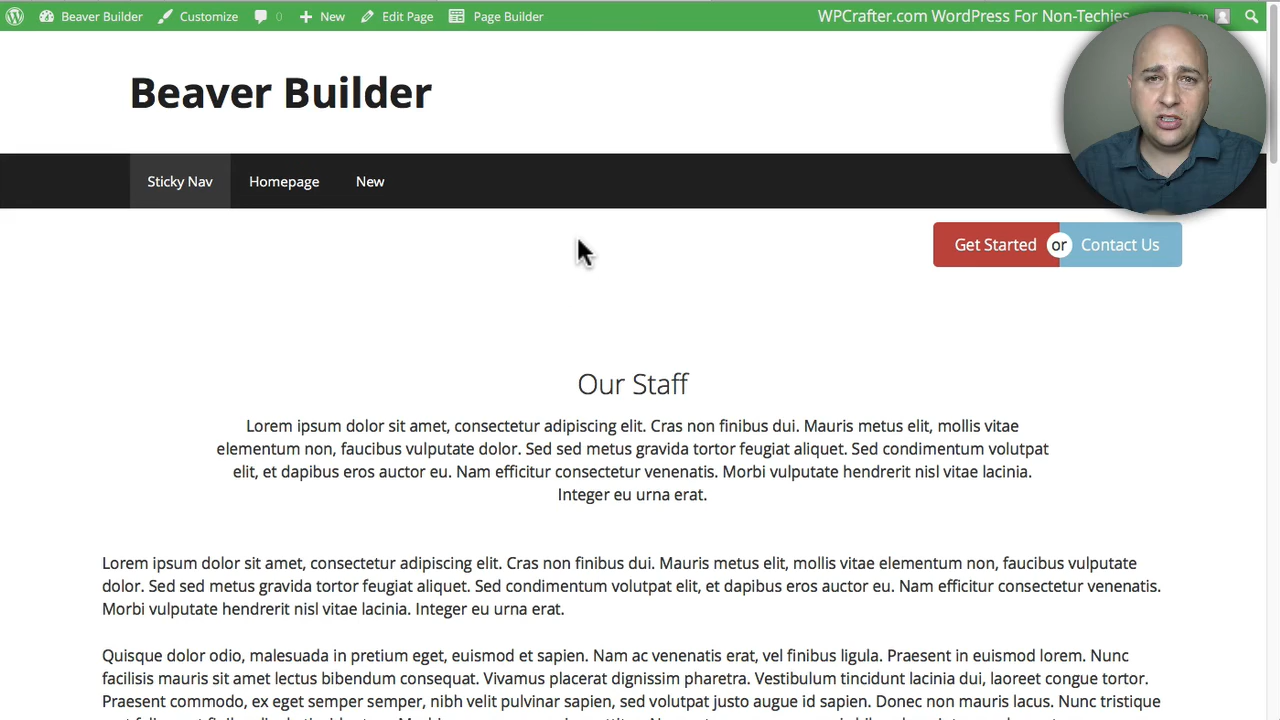 Beaver Builder Customize 0 New Edit Page Page Builder WPCrafter.com WordPress For Non-Techies
Beaver Builder
Sticky Nav Homepage New
Get Started or Contact Us
Our Staff
Lorem ipsum dolor sit amet, consectetur adipiscing elit. Cras non finibus dui. Mauris metus elit, mollis vitae
elementum non, faucibus vulputate dolor. Sed sed metus gravida tortor feugiat aliquet. Sed condimentum volutpat
elit, et dapibus eros auctor eu. Nam efficitur consectetur venenatis. Morbi vulputate hendrerit nisl vitae lacinia.
Integer eu urna erat.
Lorem ipsum dolor sit amet, consectetur adipiscing elit. Cras non finibus dui. Mauris metus elit, mollis vitae elementum non, faucibus vulputate
dolor. Sed sed metus gravida tortor feugiat aliquet. Sed condimentum volutpat elit, et dapibus eros auctor eu. Nam efficitur consectetur venenatis.
Morbi vulputate hendrerit nisl vitae lacinia. Integer eu urna erat.
Quisque dolor odio, malesuada in pretium eget, euismod et sapien. Nam ac venenatis erat, vel finibus ligula. Praesent in euismod lorem. Nunc
facilisis mauris sit amet lectus bibendum consequat. Vivamus placerat dignissim pharetra. Vestibulum tincidunt lacinia dui, laoreet congue tortor.
Praesent commodo, ex eget semper semper, nibh velit pulvinar sapien, sed volutpat justo augue id sapien. Donec non mauris lacus. Nunc tristique